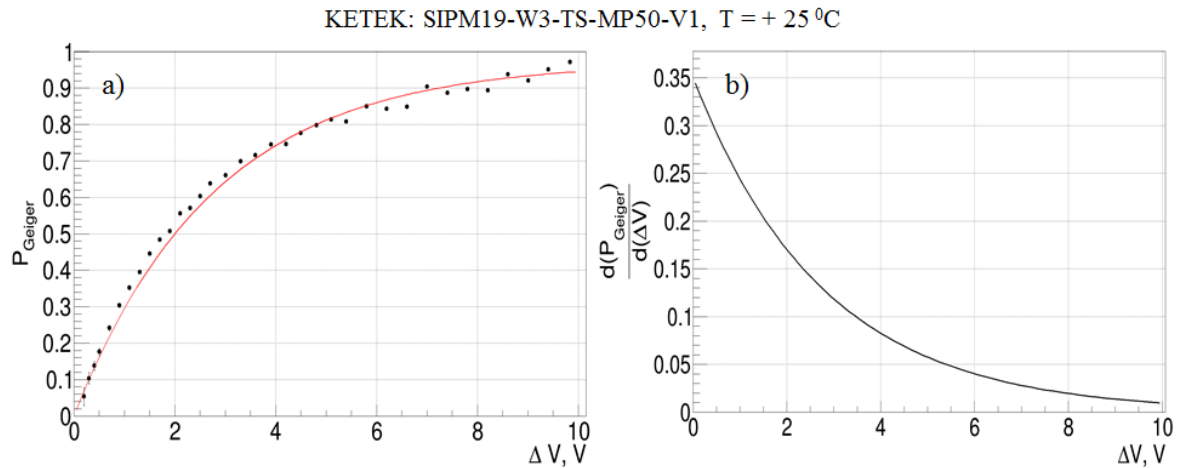 KETEK: SIPM19-W3-TS-MP50-V1, T = + 25 ⁰C
a)
P_Geiger
1
0.9
0.8
0.7
0.6
0.5
0.4
0.3
0.2
0.1
0
0 2 4 6 8 10
Δ V, V
b)
d(P_Geiger)
d(ΔV)
0.35
0.3
0.25
0.2
0.15
0.1
0.05
0
0 2 4 6 8 10
ΔV, V